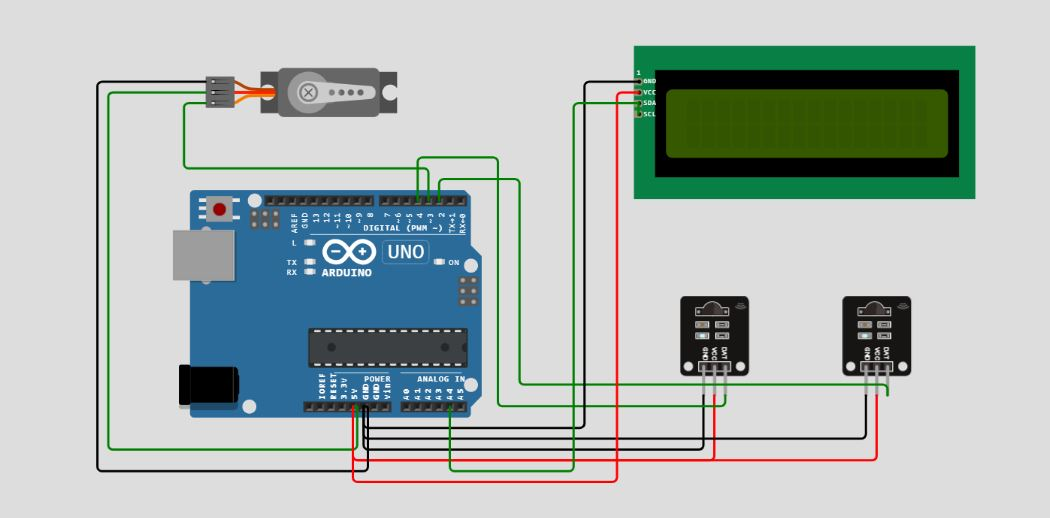 1
GND
VCC
SDA
SCL
AREF
GND
13
12
~11
~10
~9
8
7
~6
~5
4
~3
2
TX→1
RX←0
DIGITAL (PWM ~)
L
TX
RX
UNO
ON
ARDUINO
POWER
ANALOG IN
IOREF
RESET
3.3V
5V
GND
GND
Vin
A0
A1
A2
A3
A4
A5
GND
VCC
DAT
GND
VCC
DAT